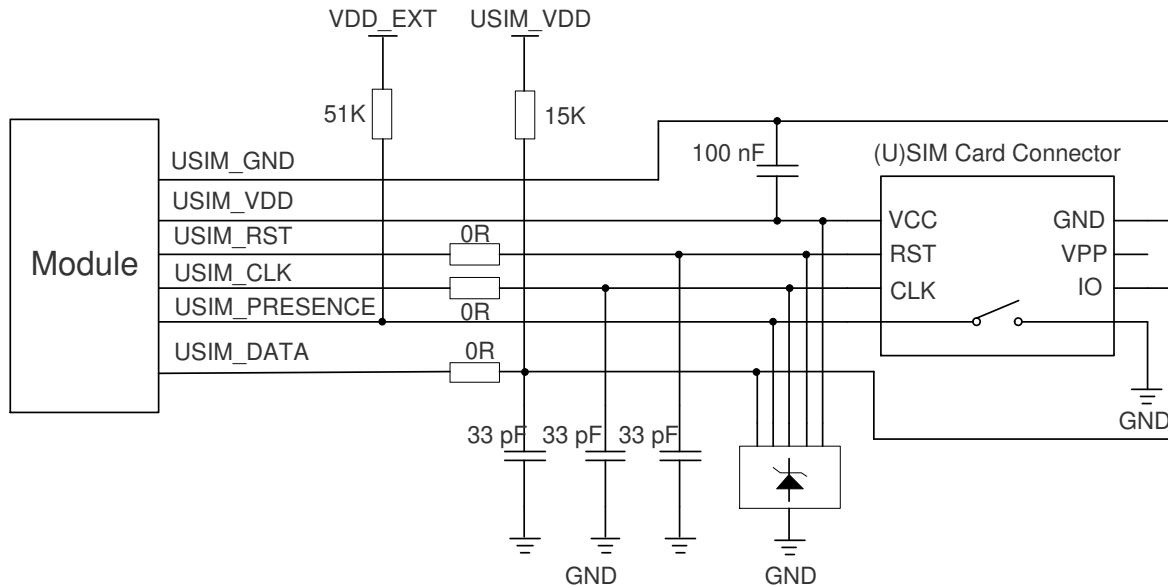 VDD_EXT
USIM_VDD
51K
15K
Module
USIM_GND
USIM_VDD
USIM_RST
USIM_CLK
USIM_PRESENCE
USIM_DATA
0R
0R
0R
100 nF
(U)SIM Card Connector
VCC
RST
CLK
GND
VPP
IO
GND
33 pF
33 pF
33 pF
GND
GND